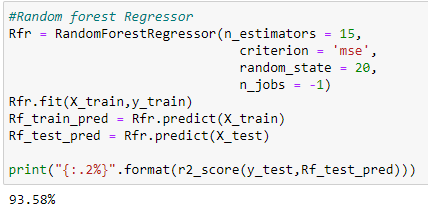 #Random forest Regressor
Rfr = RandomForestRegressor(n_estimators = 15,
                              criterion = 'mse',
                              random_state = 20,
                              n_jobs = -1)
Rfr.fit(X_train,y_train)
Rf_train_pred = Rfr.predict(X_train)
Rf_test_pred = Rfr.predict(X_test)
print("{:.2%}".format(r2_score(y_test,Rf_test_pred)))
93.58%